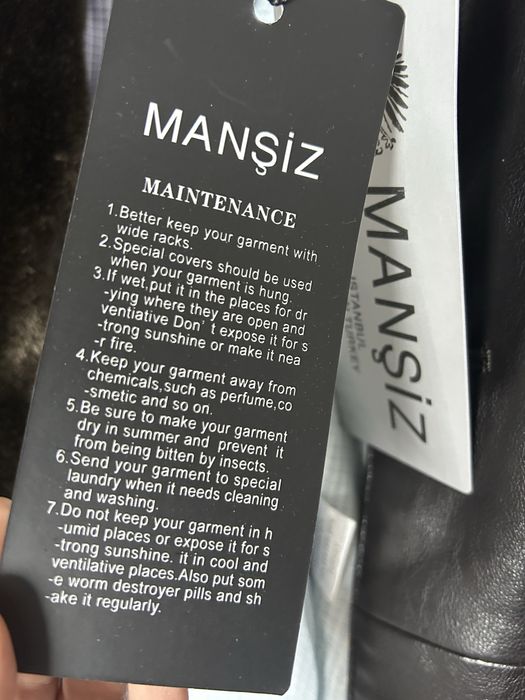 MANŞİZ
MAINTENANCE
1.Better keep your garment with
wide racks.
2.Special covers should be used
when your garment is hung.
3.If wet,put it in the places for dr
-ying where they are open and
ventiative Don't expose it for s
-trong sunshine or make it nea
-r fire.
4.Keep your garment away from
chemicals,such as perfume,co
-smetic and so on.
5.Be sure to make your garment
dry in summer and prevent it
from being bitten by insects.
6.Send your garment to special
laundry when it needs cleaning
and washing.
7.Do not keep your garment in h
-umid places or expose it for s
-trong sunshine. it in cool and
ventilative places.Also put som
-e worm destroyer pills and sh
-ake it regularly.
MANŞİZ
ISTANBUL
TURKEY